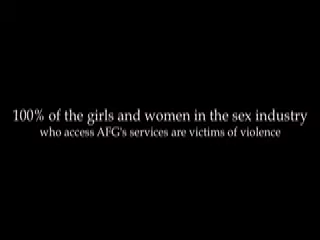 100% of the girls and women in the sex industry
who access AFG's services are victims of violence